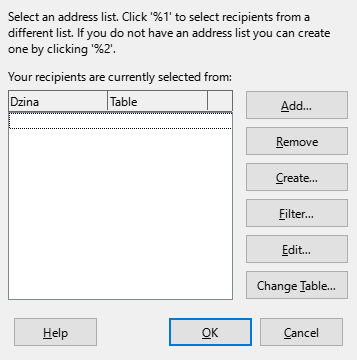 Select an address list. Click '%1' to select recipients from a
different list. If you do not have an address list you can create
one by clicking '%2'.
Your recipients are currently selected from:
Dzina Table
Add...
Remove
Create...
Filter...
Edit...
Change Table...
Help OK Cancel